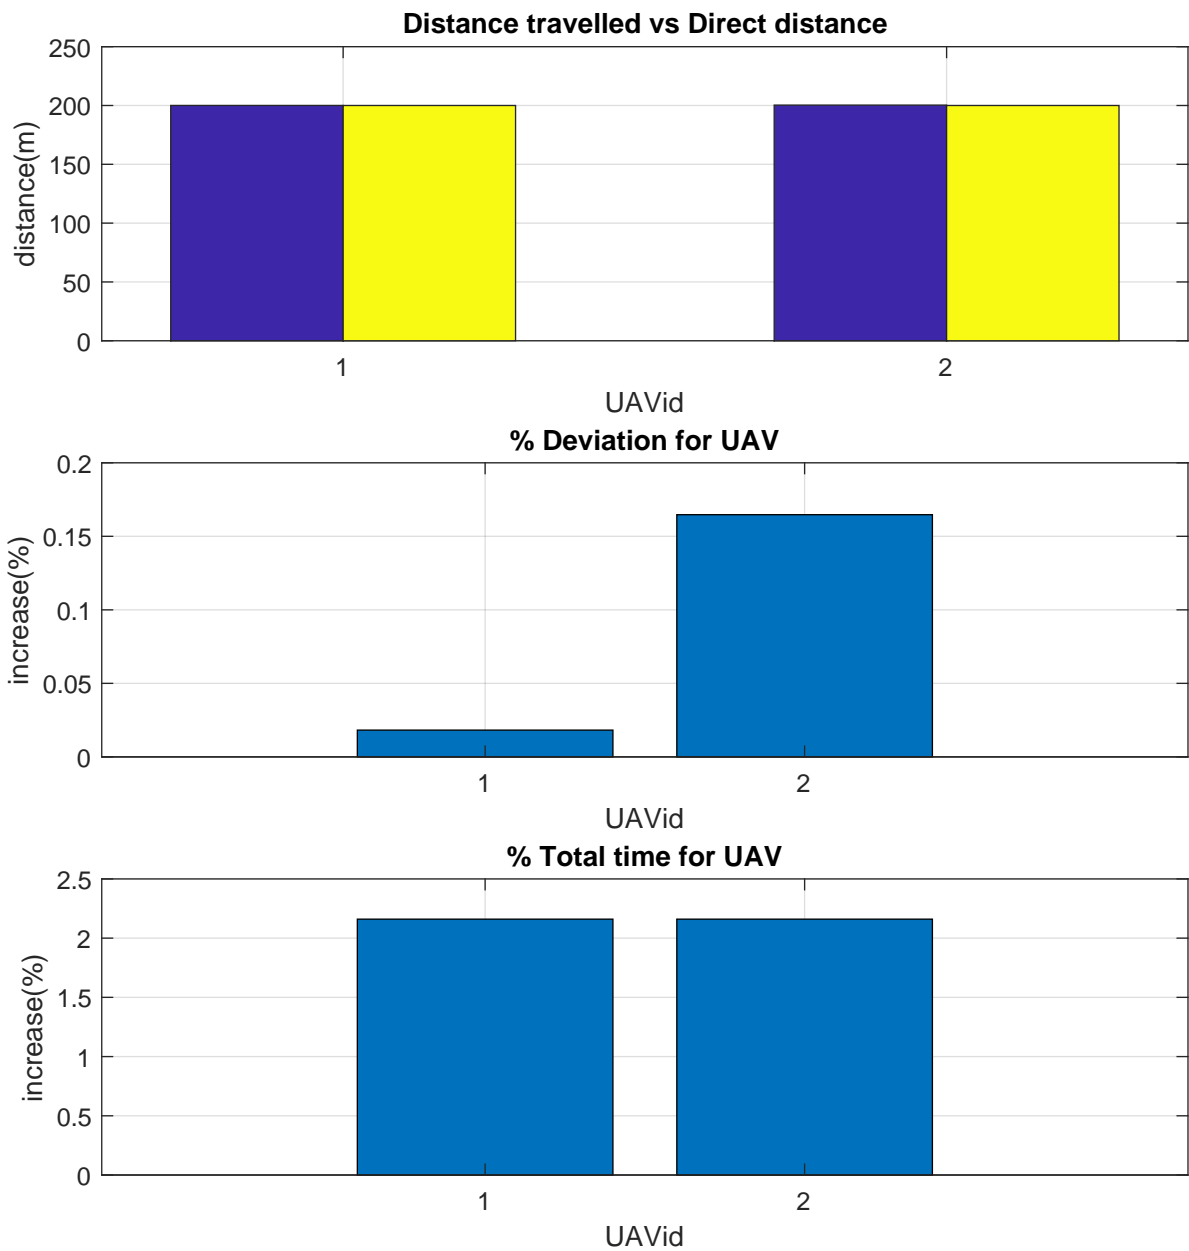 Distance travelled vs Direct distance
250
200
150
100
50
0
distance(m)
1 2
UAVid
% Deviation for UAV
0.2
0.15
0.1
0.05
0
increase(%)
1 2
UAVid
% Total time for UAV
2.5
2
1.5
1
0.5
0
increase(%)
1 2
UAVid